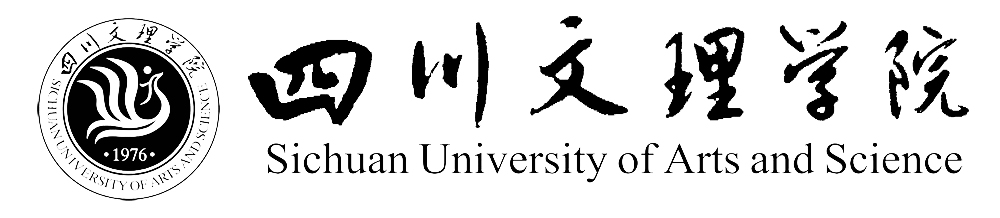 四川文理学院
SICHUAN UNIVERSITY OF ARTS AND SCIENCE
·1976·
四川文理学院
Sichuan University of Arts and Science